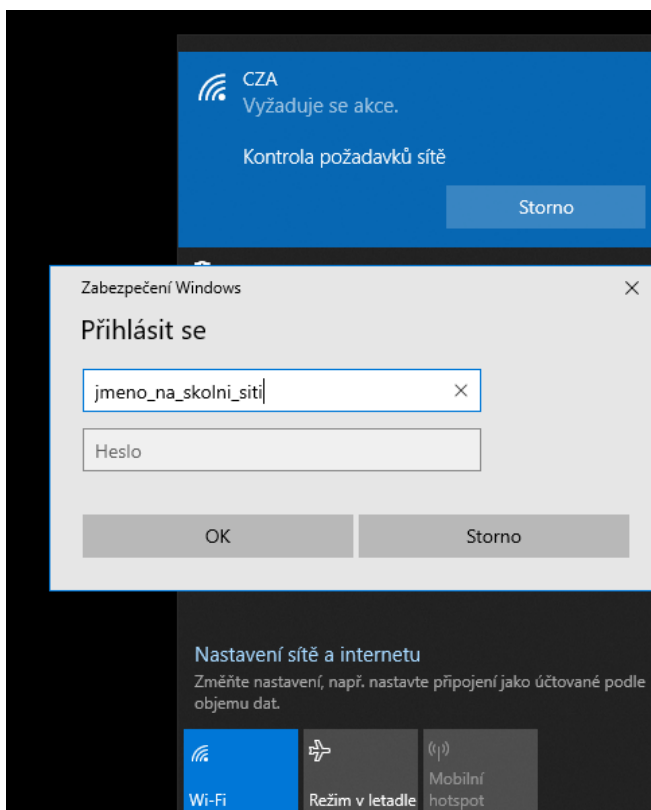 CZA
Vyžaduje se akce.
Kontrola požadavků sítě
Storno
Zabezpečení Windows
Přihlásit se
jmeno_na_skolni_siti
Heslo
OK
Storno
Nastavení sítě a internetu
Změňte nastavení, např. nastavte připojení jako účtované podle
objemu dat.
Wi-Fi
Režim v letadle
Mobilní
hotspot